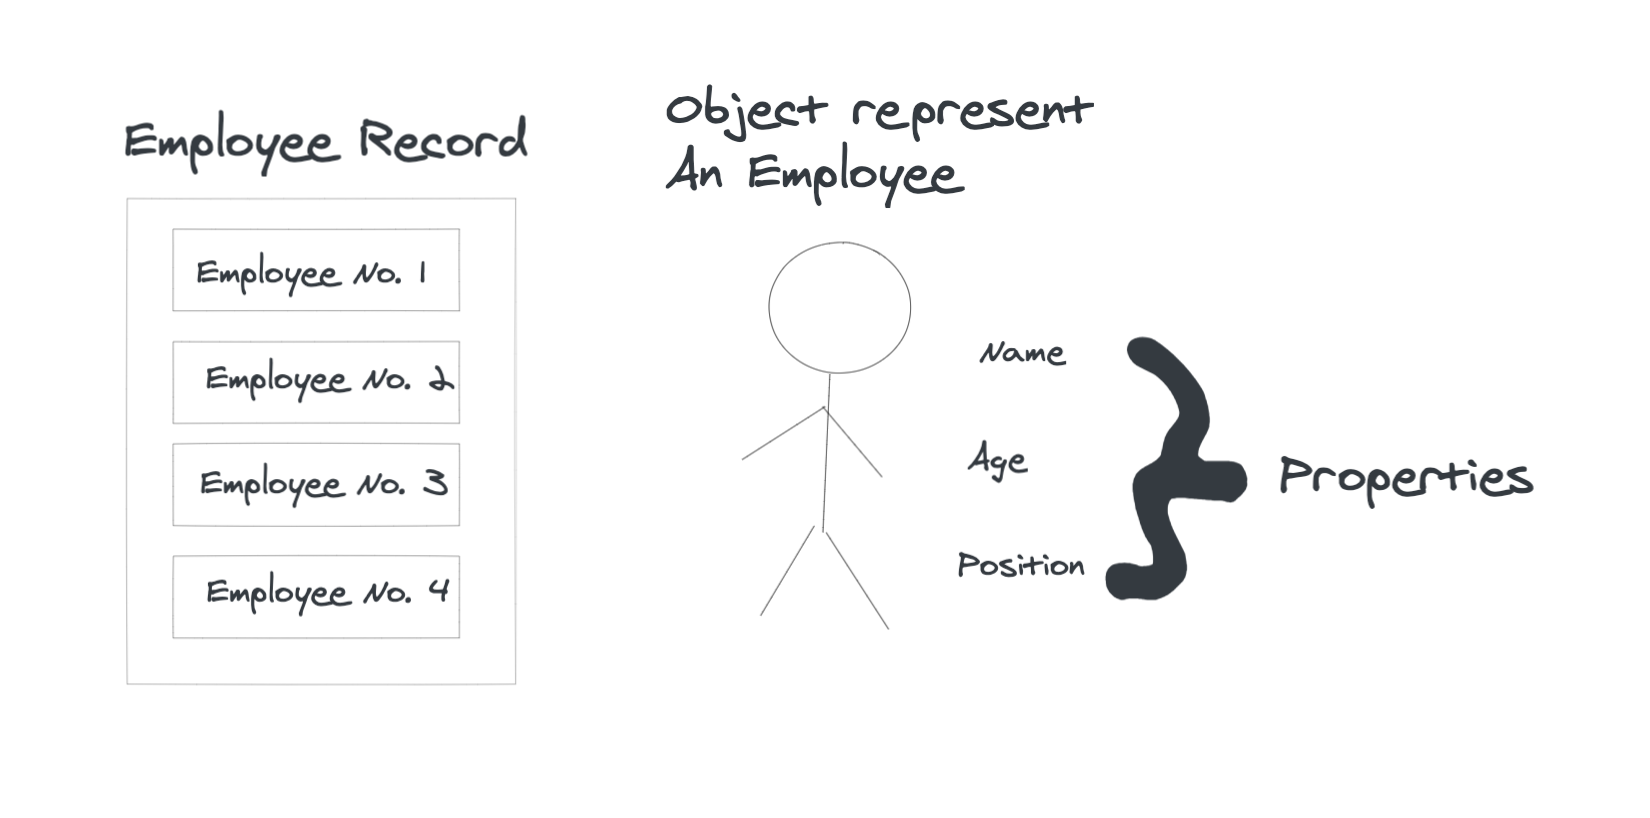 Employee Record
Employee No. 1
Employee No. 2
Employee No. 3
Employee No. 4
Object represent
An Employee
Name
Age
Position
Properties